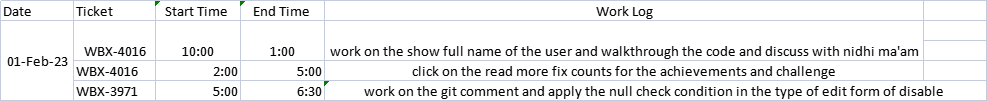 Date Ticket Start Time End Time Work Log
01-Feb-23 WBX-4016 10:00 1:00 work on the show full name of the user and walkthrough the code and discuss with nidhi ma'am
WBX-4016 2:00 5:00 click on the read more fix counts for the achievements and challenge
WBX-3971 5:00 6:30 work on the git comment and apply the null check condition in the type of edit form of disable